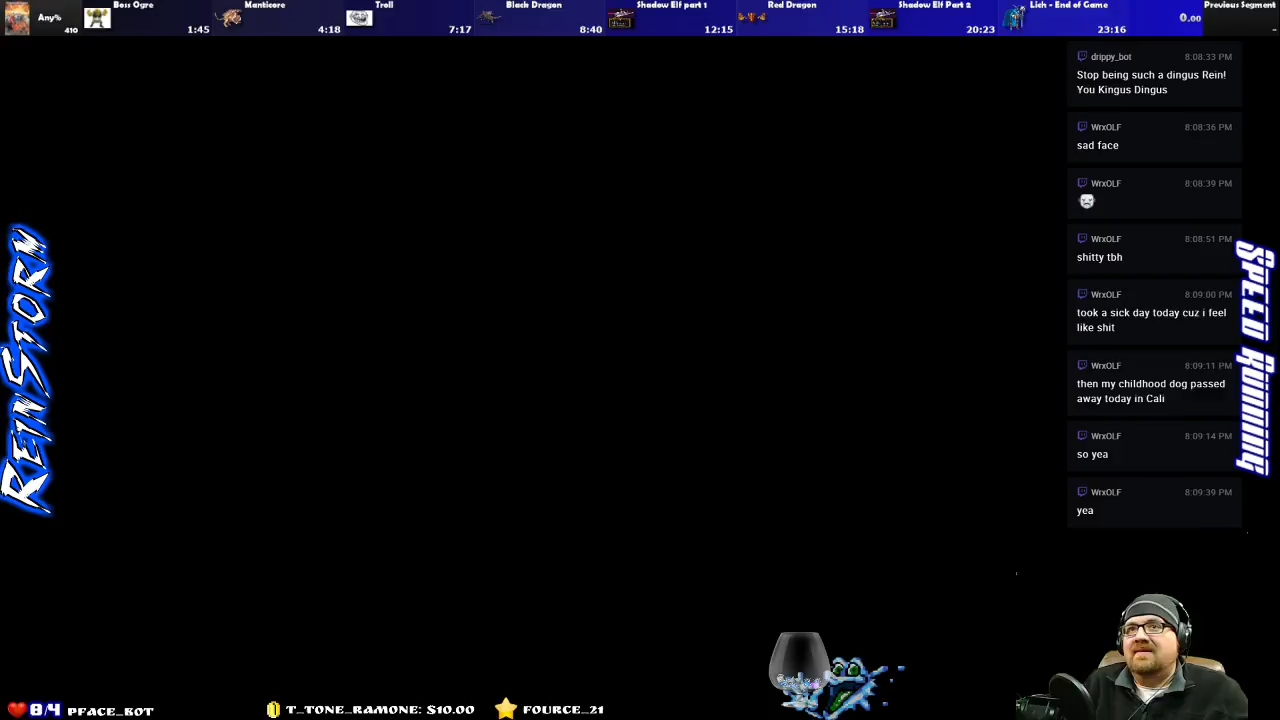 Any%
410
Boss Ogre
1:45
Manticore
4:18
Troll
7:17
Black Dragon
8:40
Shadow Elf part 1
12:15
Red Dragon
15:18
Shadow Elf Part 2
20:23
Lich - End of Game
23:16
0.00
Previous Segment
-
drippy_bot 8:08:33 PM
Stop being such a dingus Rein!
You Kingus Dingus
WrxOLF 8:08:36 PM
sad face
WrxOLF 8:08:39 PM
WrxOLF 8:08:51 PM
shitty tbh
WrxOLF 8:09:00 PM
took a sick day today cuz i feel
like shit
WrxOLF 8:09:11 PM
then my childhood dog passed
away today in Cali
WrxOLF 8:09:14 PM
so yea
WrxOLF 8:09:39 PM
yea
ReinStorm
Speed Running
8/4 pface_bot
T_Tone_Ramone: $10.00
Fource_21